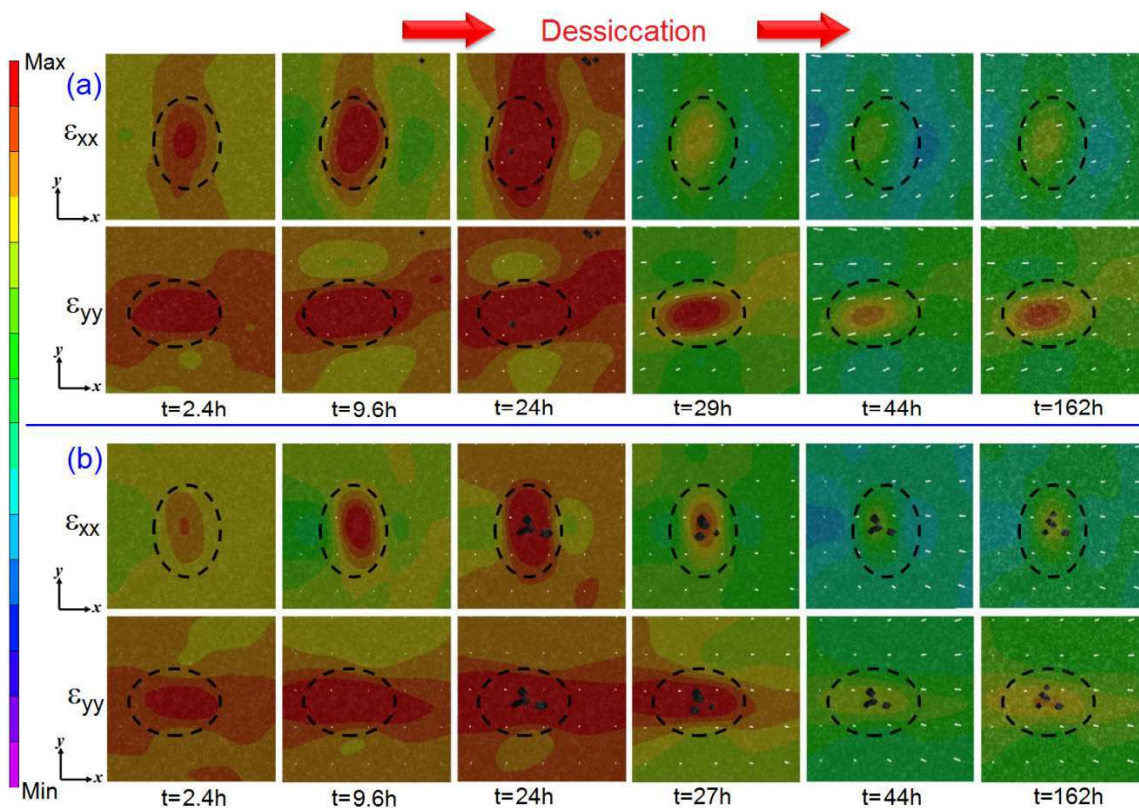 Dessiccation
Max
(a)
εxx
y
x
εyy
y
x
t=2.4h t=9.6h t=24h t=29h t=44h t=162h
(b)
εxx
y
x
εyy
y
x
Min
t=2.4h t=9.6h t=24h t=27h t=44h t=162h